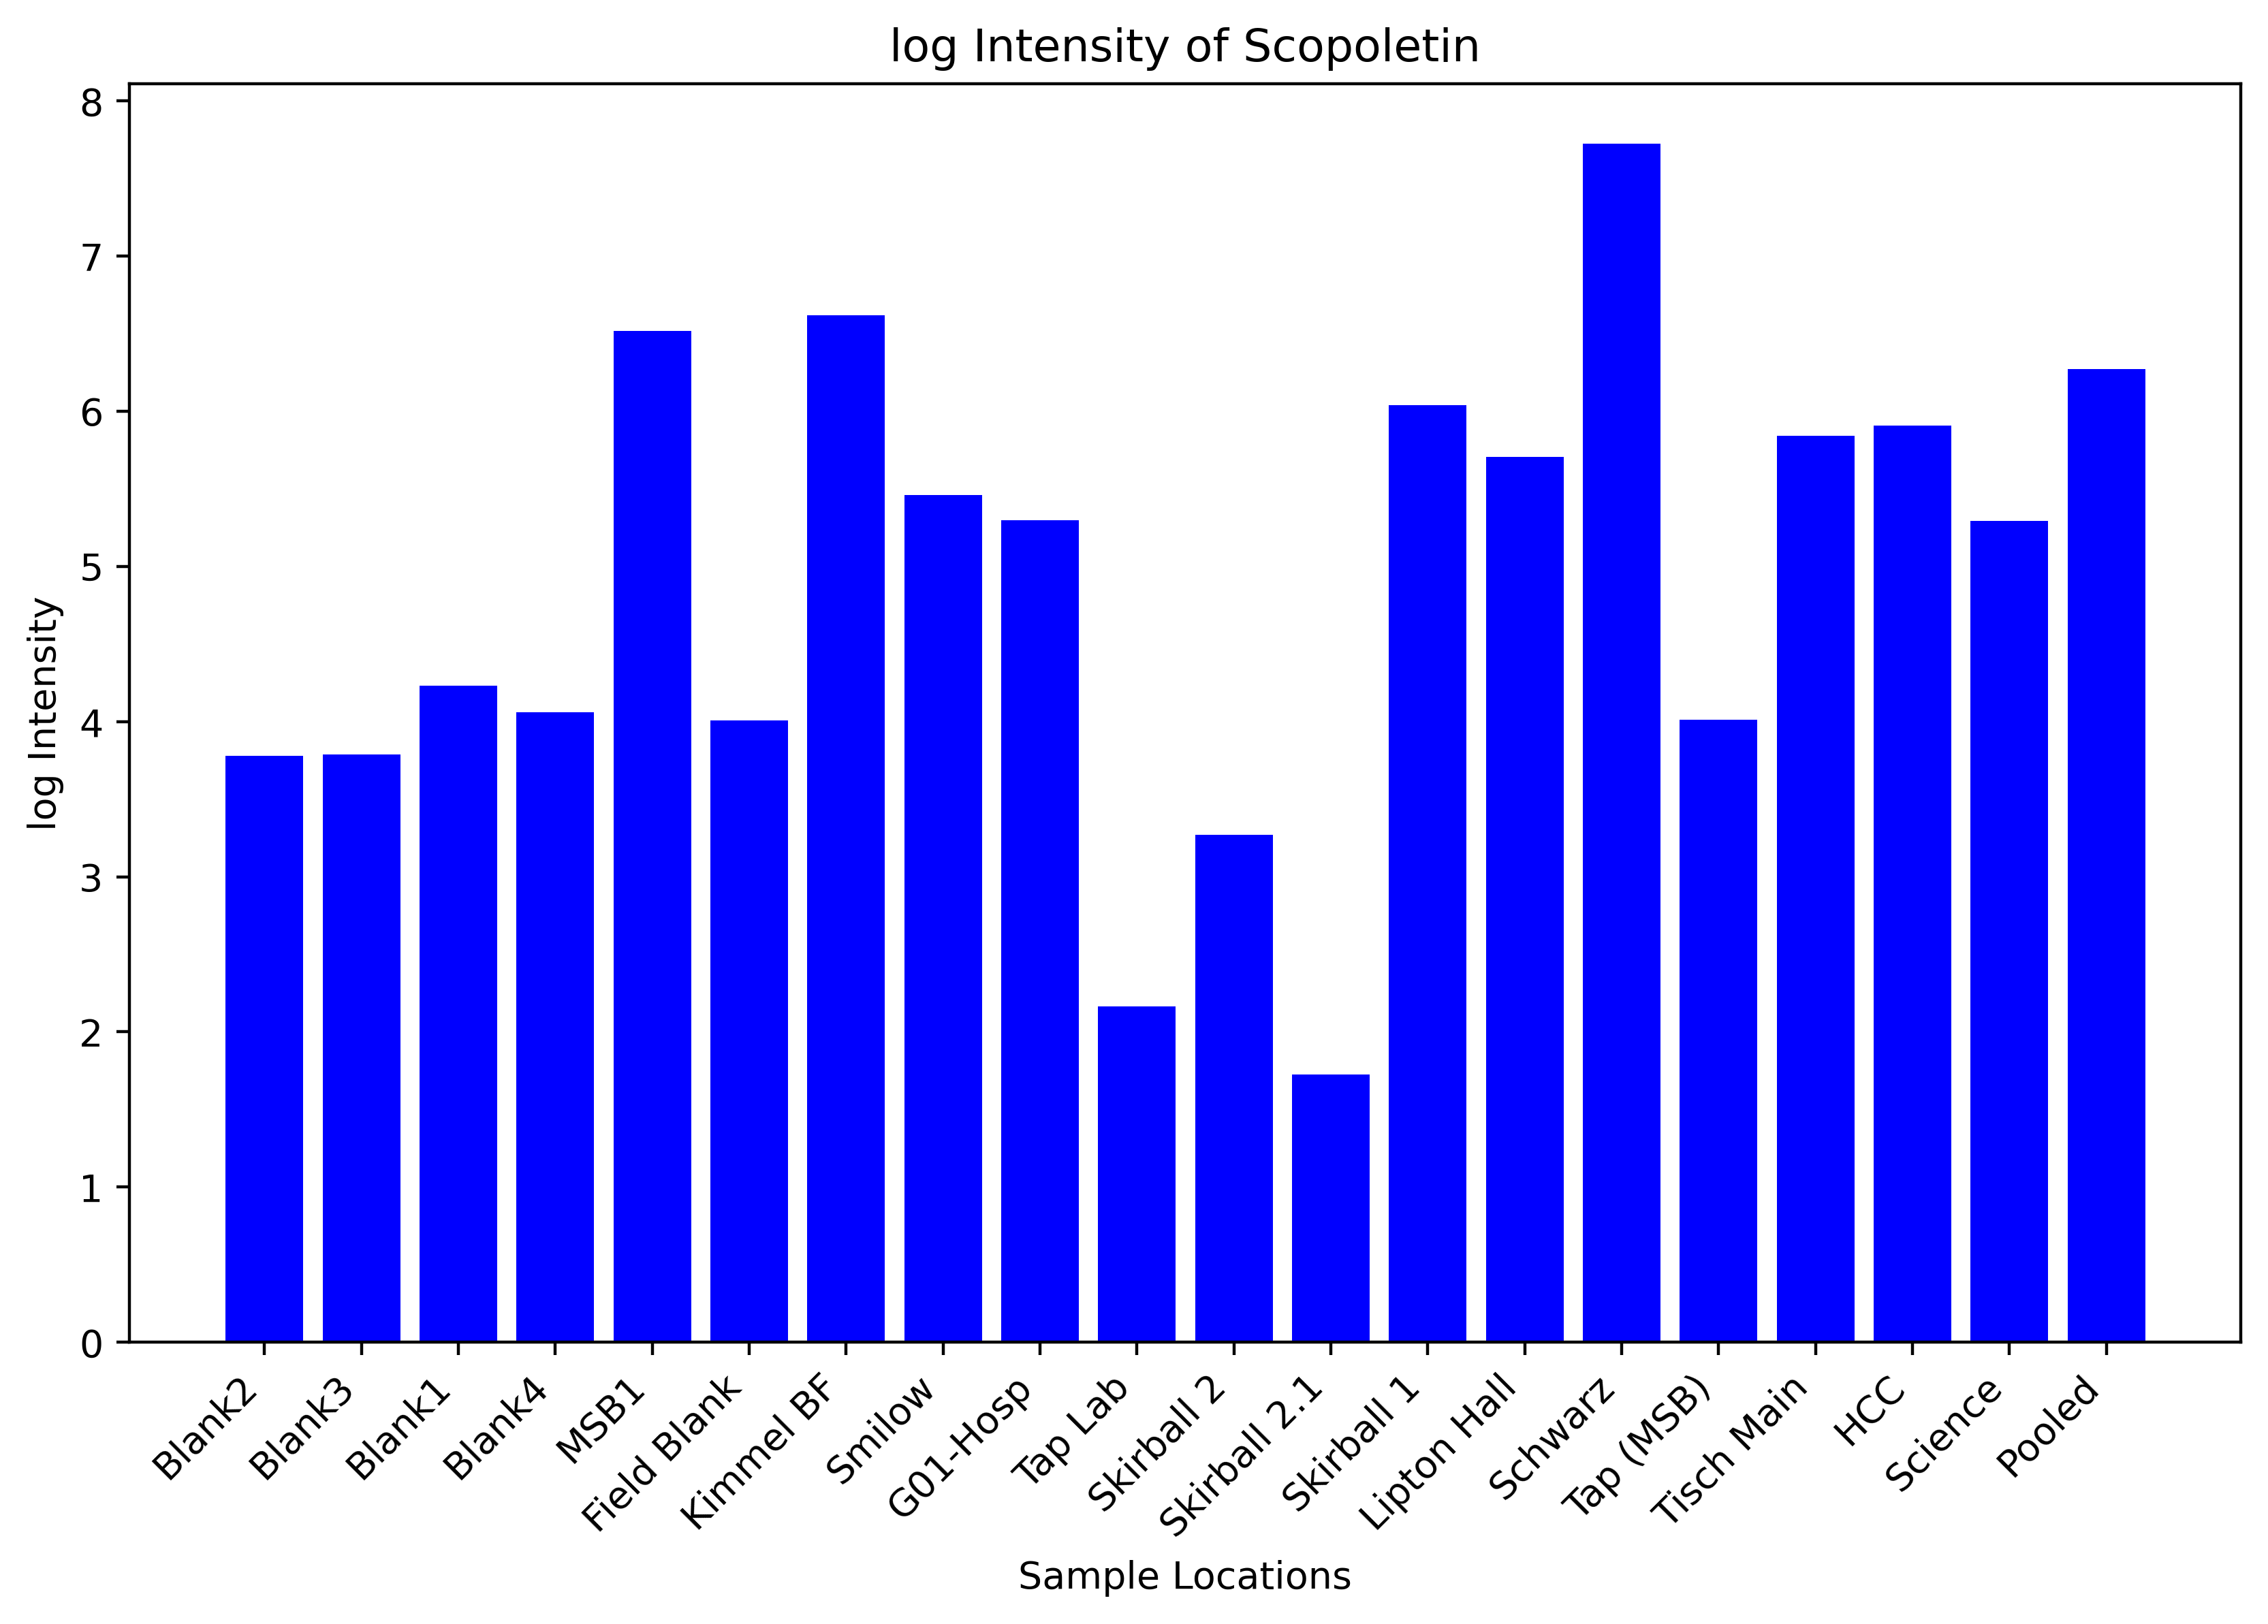 log Intensity of Scopoletin
8
7
6
5
4
3
2
1
0
log Intensity
Blank2
Blank3
Blank1
Blank4
MSB1
Field Blank
Kimmel BF
Smilow
G01-Hosp
Tap Lab
Skirball 2
Skirball 2.1
Skirball 1
Lipton Hall
Schwarz
Tap (MSB)
Tisch Main
HCC
Science
Pooled
Sample Locations